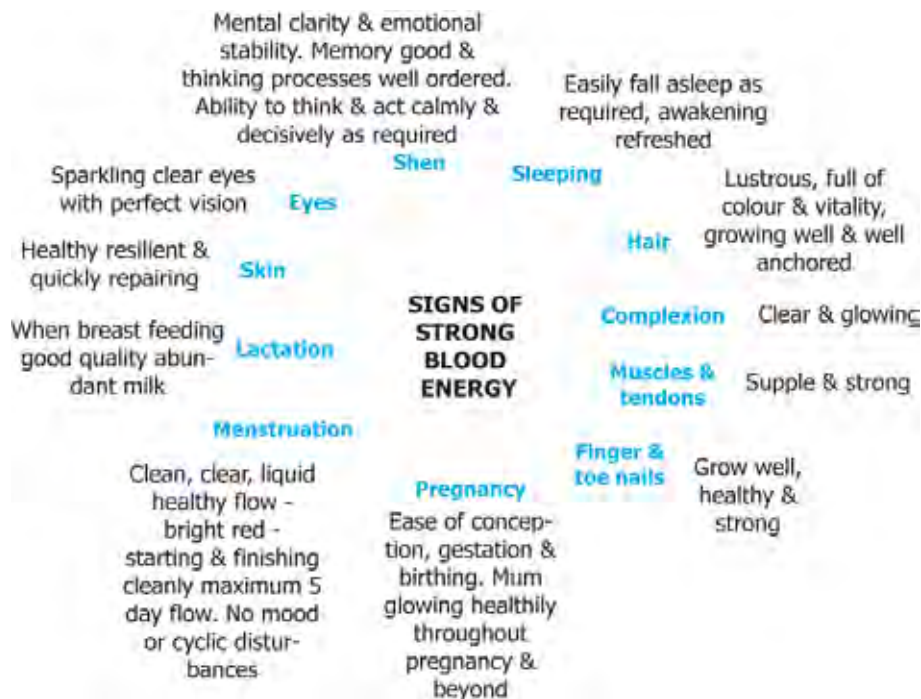 Mental clarity & emotional
stability. Memory good &
thinking processes well ordered.
Ability to think & act calmly &
decisively as required
Shen
Easily fall asleep as
required, awakening
refreshed
Sleeping
Lustrous, full of
colour & vitality,
growing well & well
anchored
Hair
Complexion
Clear & glowing
Muscles &
tendons
Supple & strong
Finger &
toe nails
Grow well,
healthy &
strong
Pregnancy
Ease of concep-
tion, gestation &
birthing. Mum
glowing healthily
throughout
pregnancy &
beyond
Menstruation
Clean, clear, liquid
healthy flow -
bright red -
starting & finishing
cleanly maximum 5
day flow. No mood
or cyclic distur-
bances
Lactation
When breast feeding
good quality abun-
dant milk
Skin
Healthy resilient &
quickly repairing
Eyes
Sparkling clear eyes
with perfect vision
SIGNS OF
STRONG
BLOOD
ENERGY